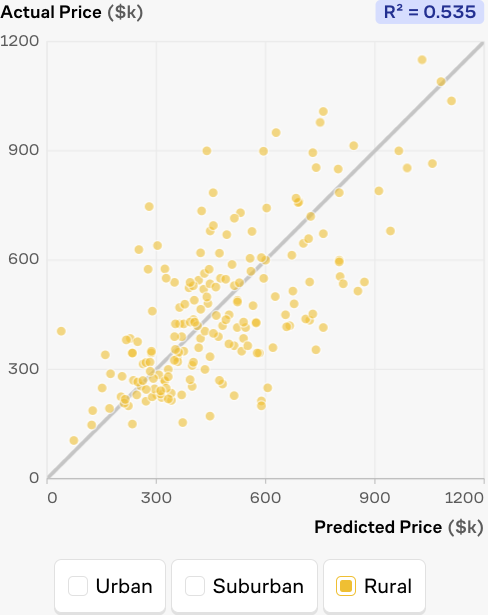 Actual Price ($k)
R² = 0.535
1200
900
600
300
0
0 300 600 900 1200
Predicted Price ($k)
Urban Suburban Rural